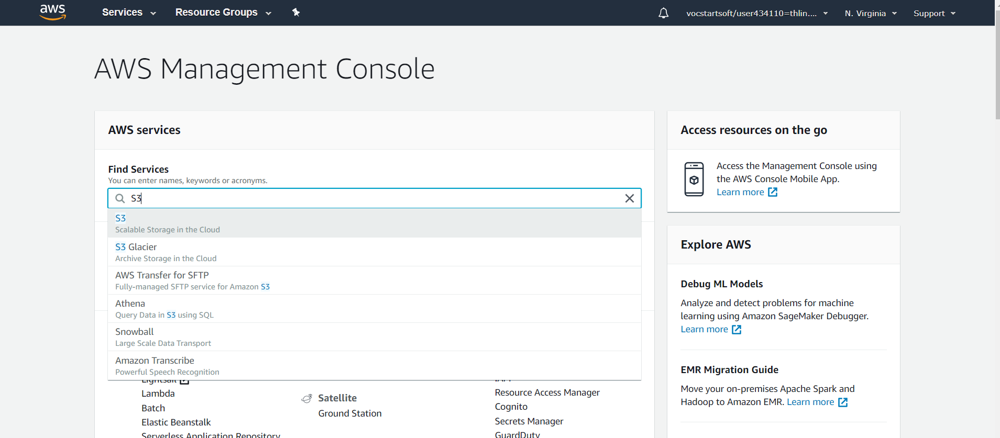 aws
Services
Resource Groups
vocstartsoft/user434110=thlin....
N. Virginia
Support
AWS Management Console
AWS services
Find Services
You can enter names, keywords or acronyms.
S3
S3
Scalable Storage in the Cloud
S3 Glacier
Archive Storage in the Cloud
AWS Transfer for SFTP
Fully-managed SFTP service for Amazon S3
Athena
Query Data in S3 using SQL
Snowball
Large Scale Data Transport
Amazon Transcribe
Powerful Speech Recognition
Lightsail
Lambda
Batch
Elastic Beanstalk
Serverless Application Repository
Satellite
Ground Station
Resource Access Manager
Cognito
Secrets Manager
GuardDuty
Access resources on the go
Access the Management Console using
the AWS Console Mobile App.
Learn more
Explore AWS
Debug ML Models
Analyze and detect problems for machine
learning using Amazon SageMaker Debugger.
Learn more
EMR Migration Guide
Move your on-premises Apache Spark and
Hadoop to Amazon EMR. Learn more